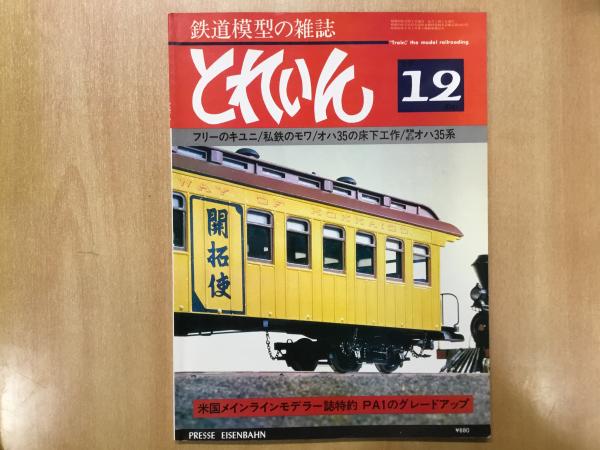 鉄道模型の雑誌
"Train," the model railroading
とれいん
12
フリーのキユニ/私鉄のモワ/オハ35の床下工作/オハ35系
WAY OF HOKKAIDO
開拓使
米国メインラインモデラー誌特約 PA1のグレードアップ
PRESSE EISENBAHN
¥880